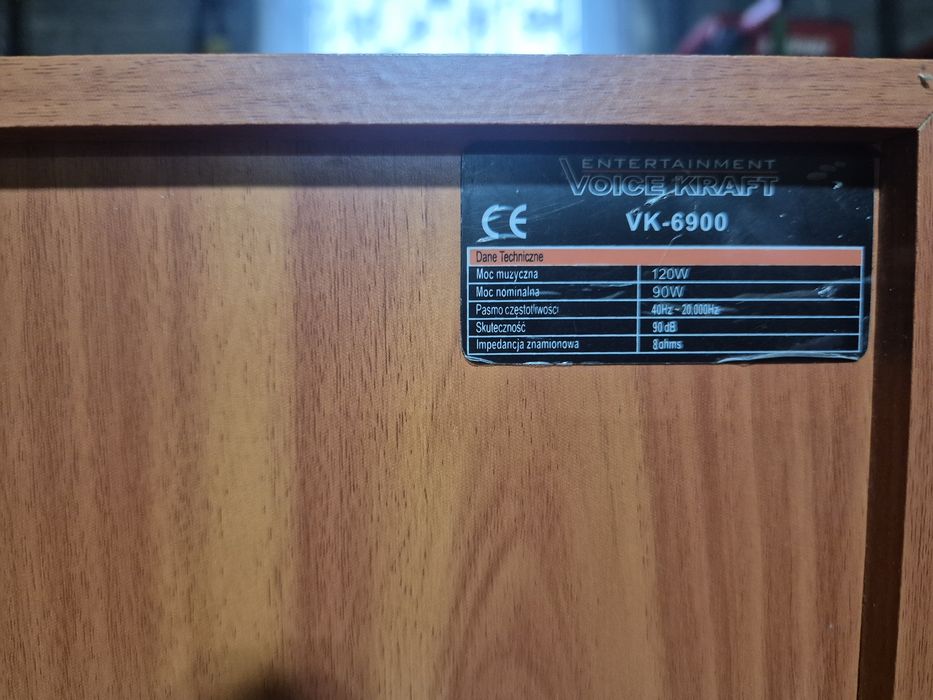 ENTERTAINMENT
VOICE KRAFT
CE
VK-6900
Dane Techniczne
Moc muzyczna 120W
Moc nominalna 90W
Pasmo częstotliwości 40Hz ~ 20.000Hz
Skuteczność 90 dB
Impedancja znamionowa 8ohms